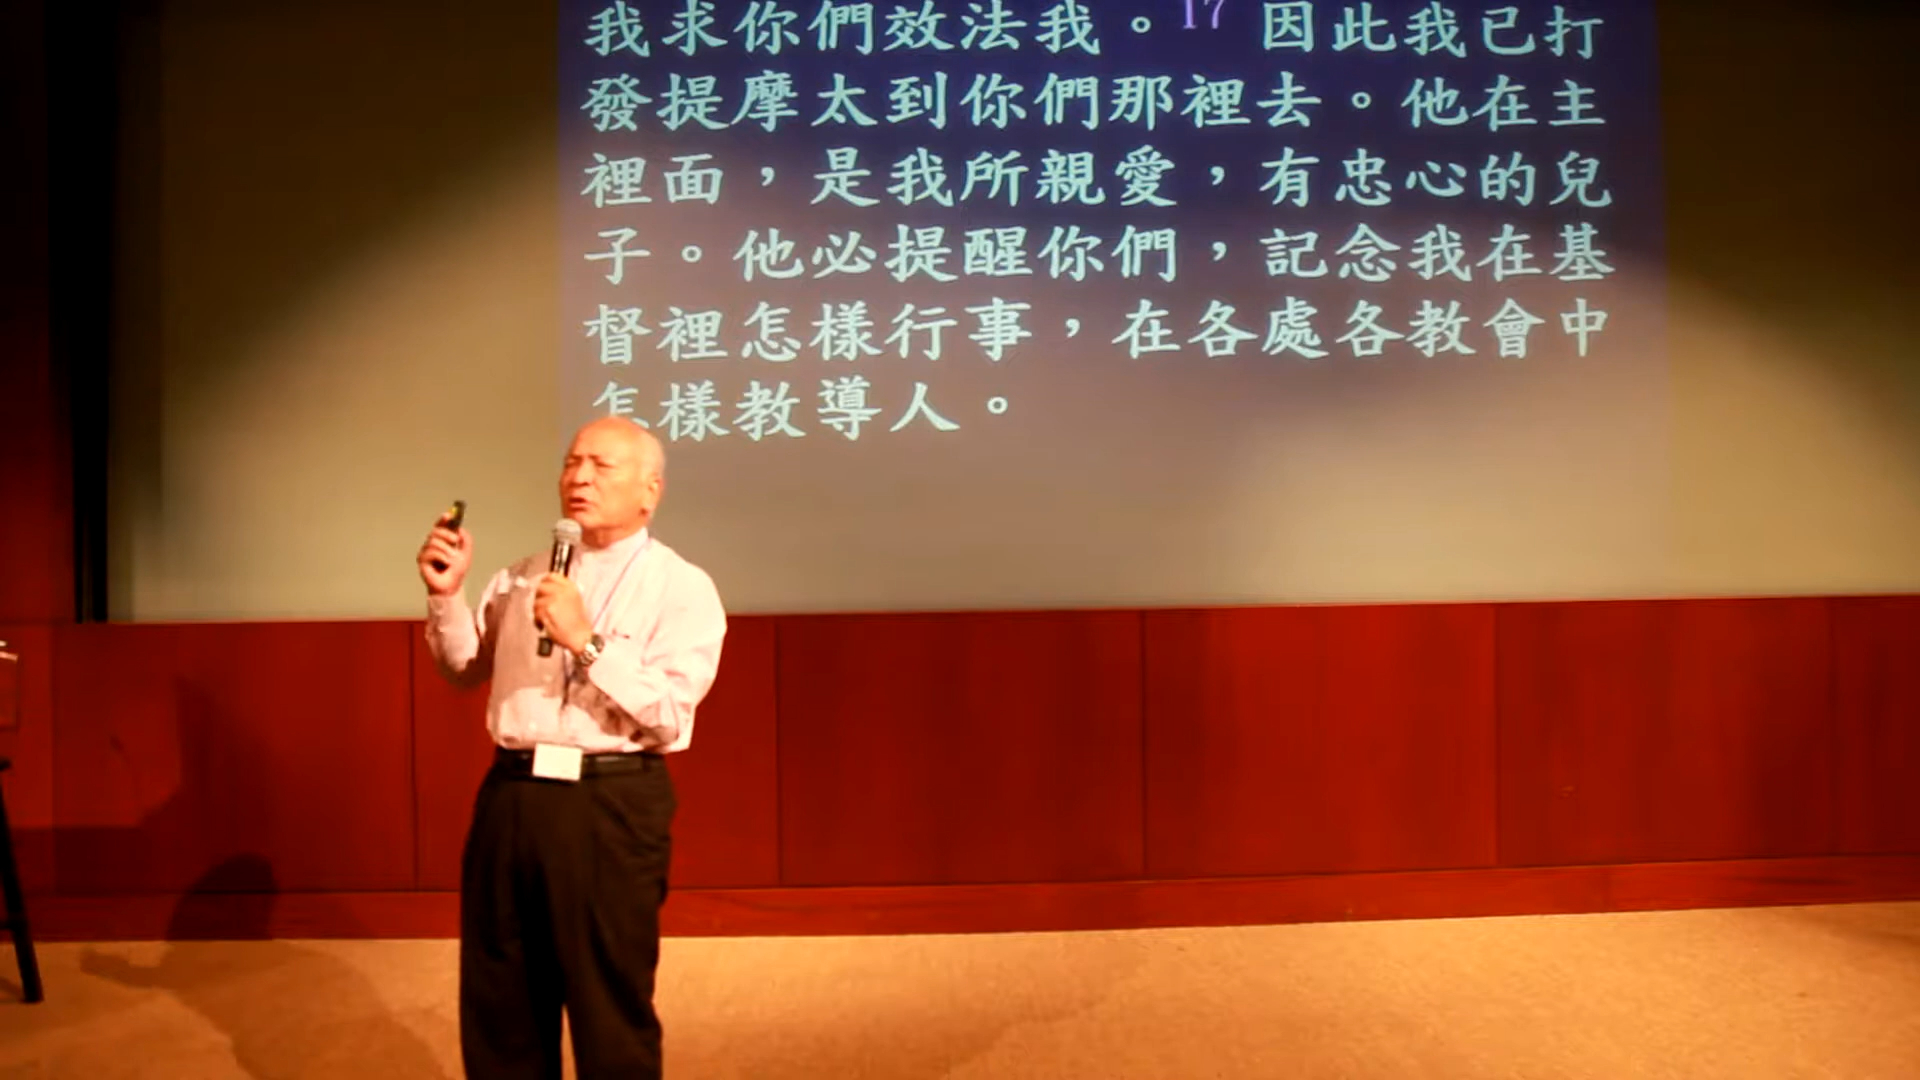 我求你們效法我。17 因此我已打
發提摩太到你們那裡去。他在主
裡面，是我所親愛，有忠心的兒
子。他必提醒你們，記念我在基
督裡怎樣行事，在各處各教會中
怎樣教導人。